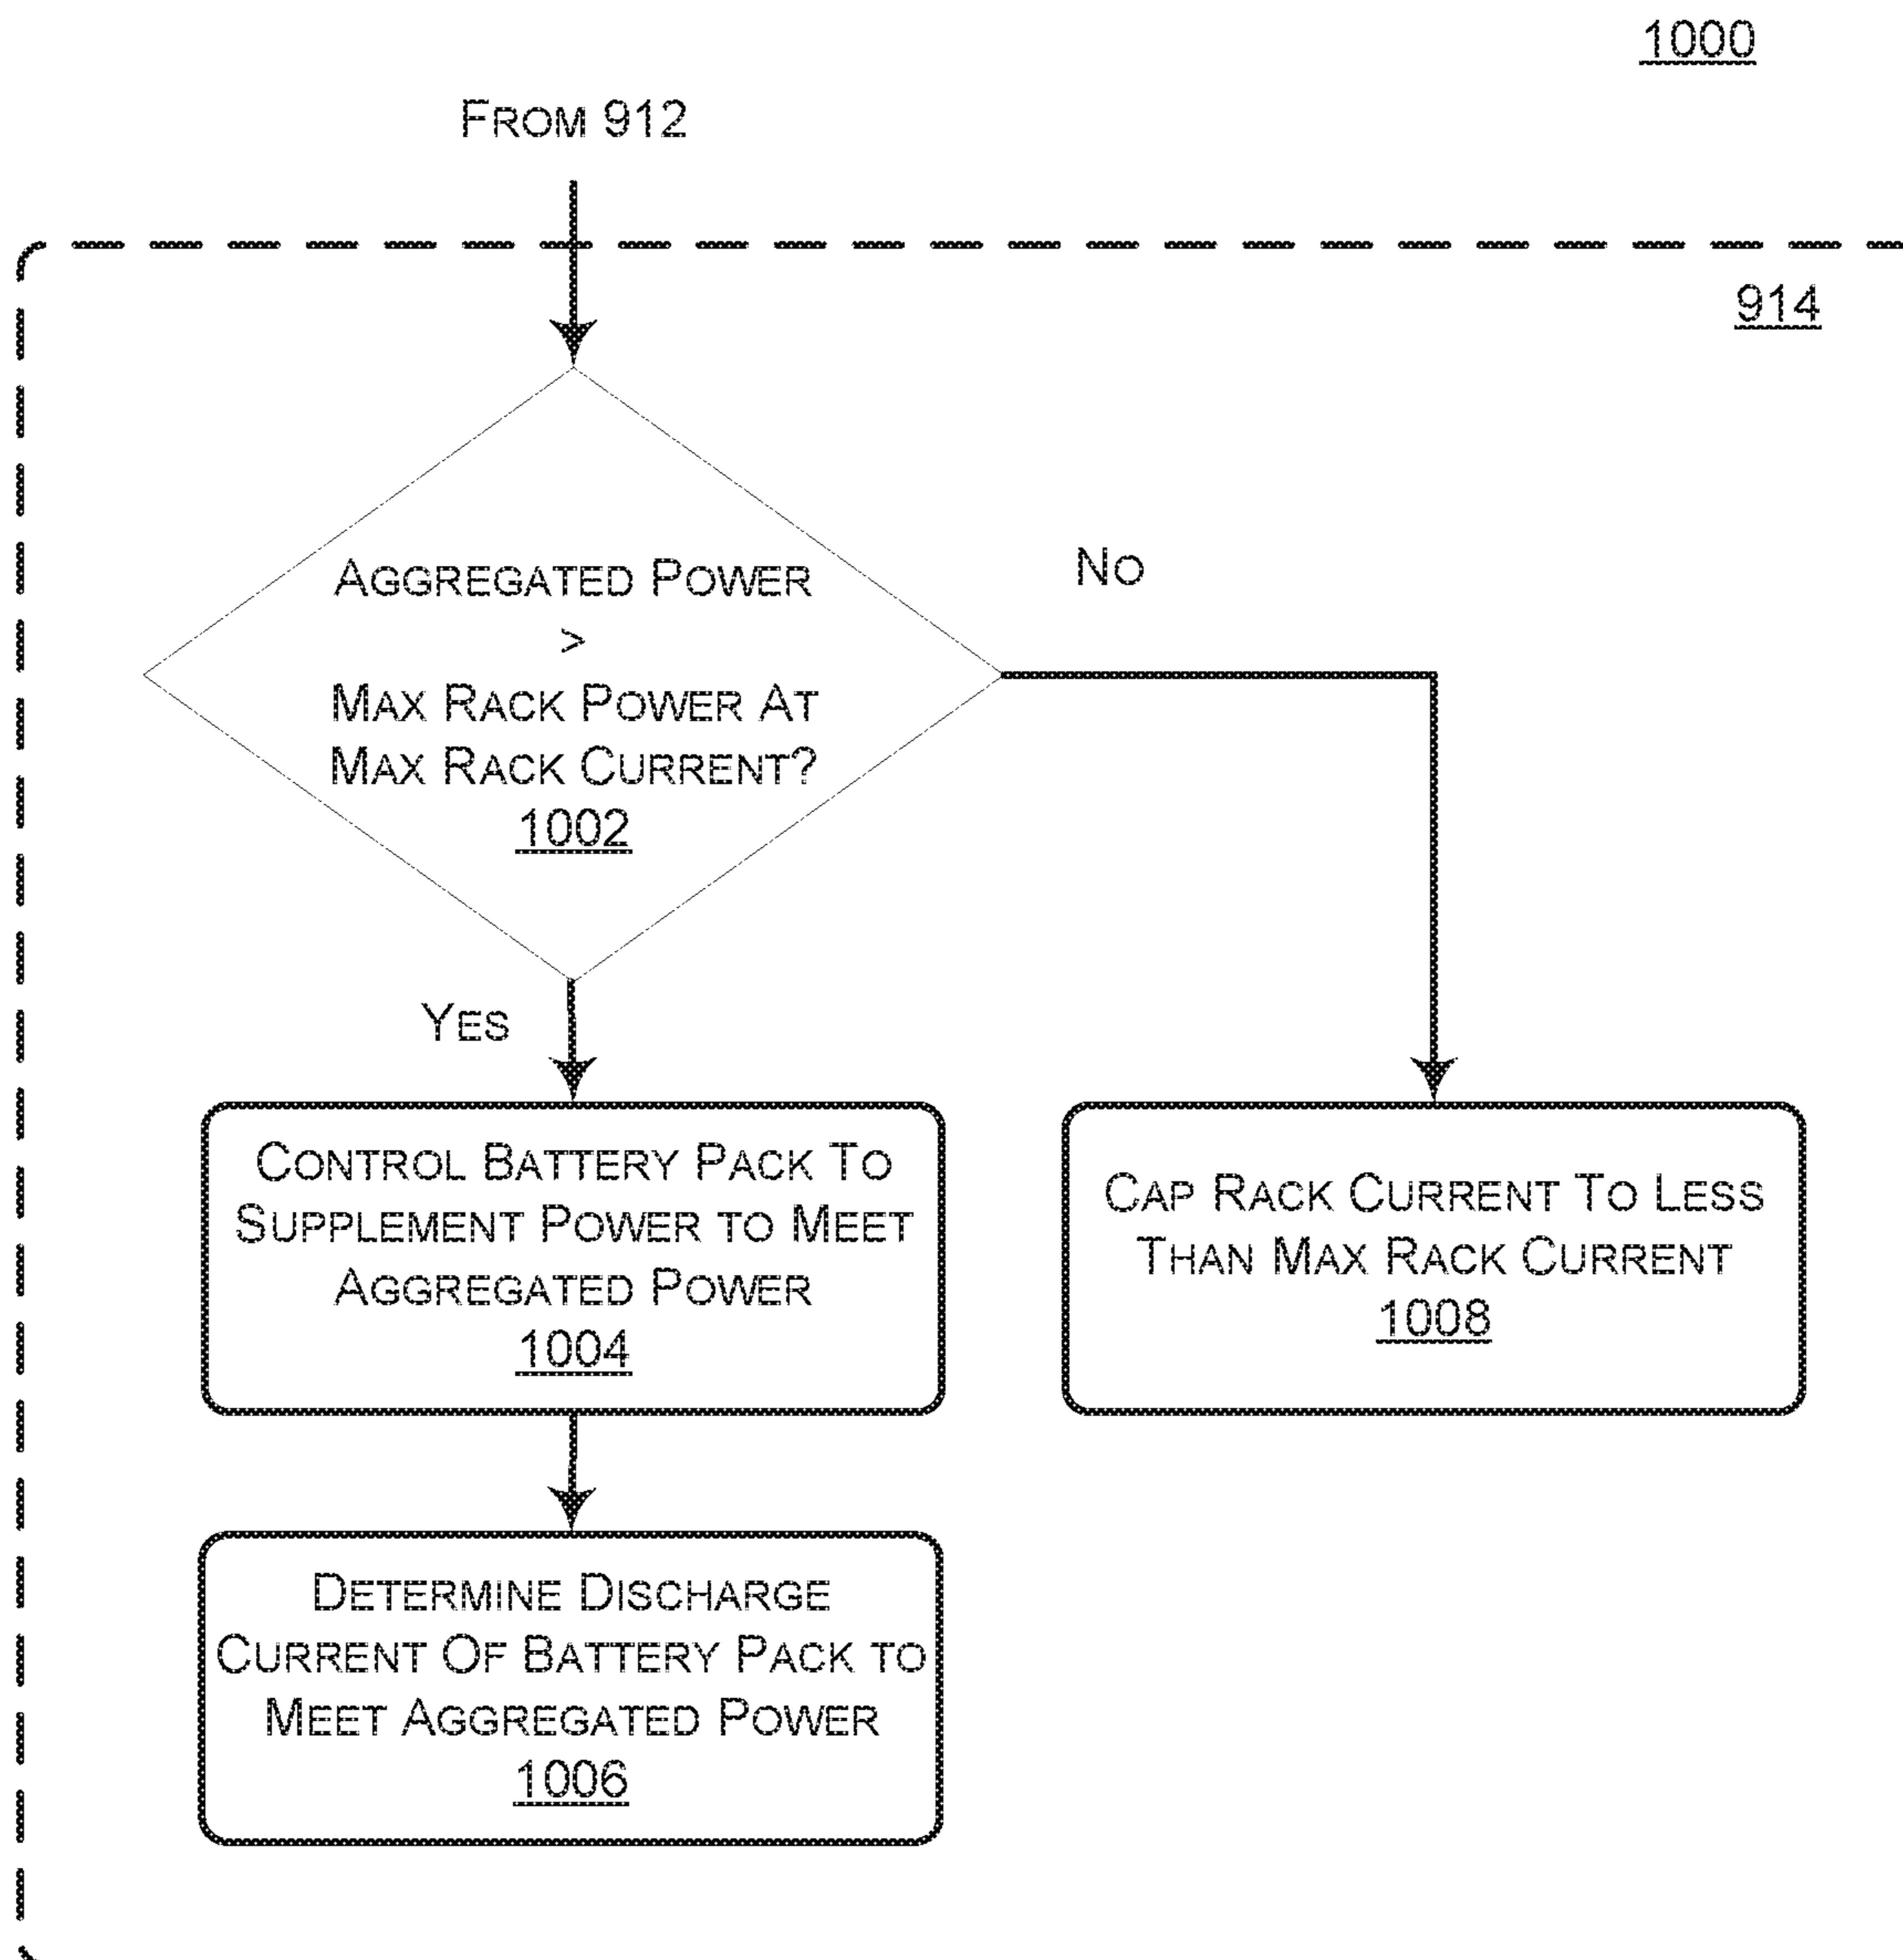 1000
FROM 912
914
AGGREGATED POWER
>
MAX RACK POWER AT
MAX RACK CURRENT?
1002
NO
YES
CONTROL BATTERY PACK TO
SUPPLEMENT POWER TO MEET
AGGREGATED POWER
1004
CAP RACK CURRENT TO LESS
THAN MAX RACK CURRENT
1008
DETERMINE DISCHARGE
CURRENT OF BATTERY PACK TO
MEET AGGREGATED POWER
1006